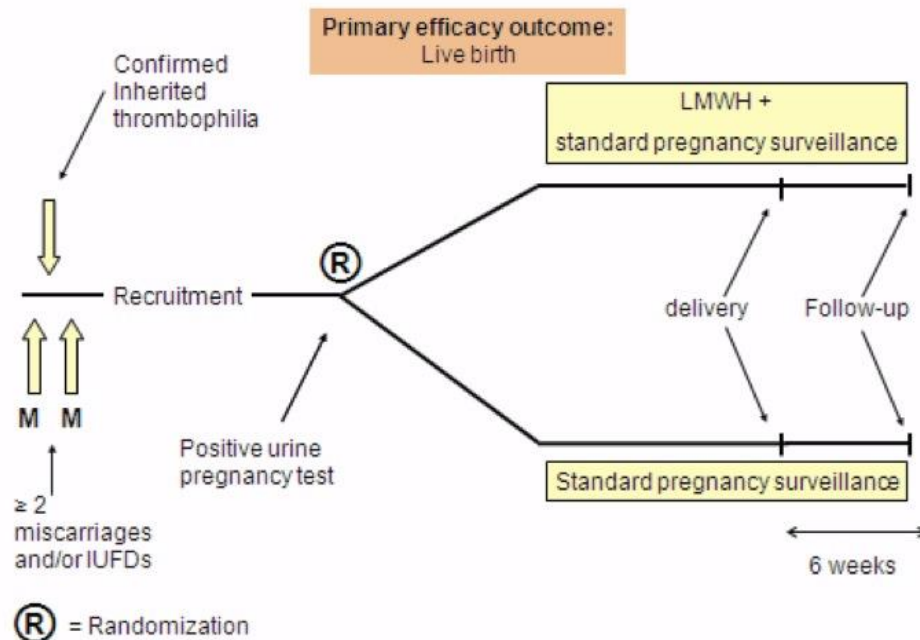 Primary efficacy outcome:
Live birth
Confirmed
Inherited
thrombophilia
LMWH +
standard pregnancy surveillance
R
Recruitment
delivery
Follow-up
M M
Positive urine
pregnancy test
≥ 2
miscarriages
and/or IUFDs
Standard pregnancy surveillance
6 weeks
R = Randomization